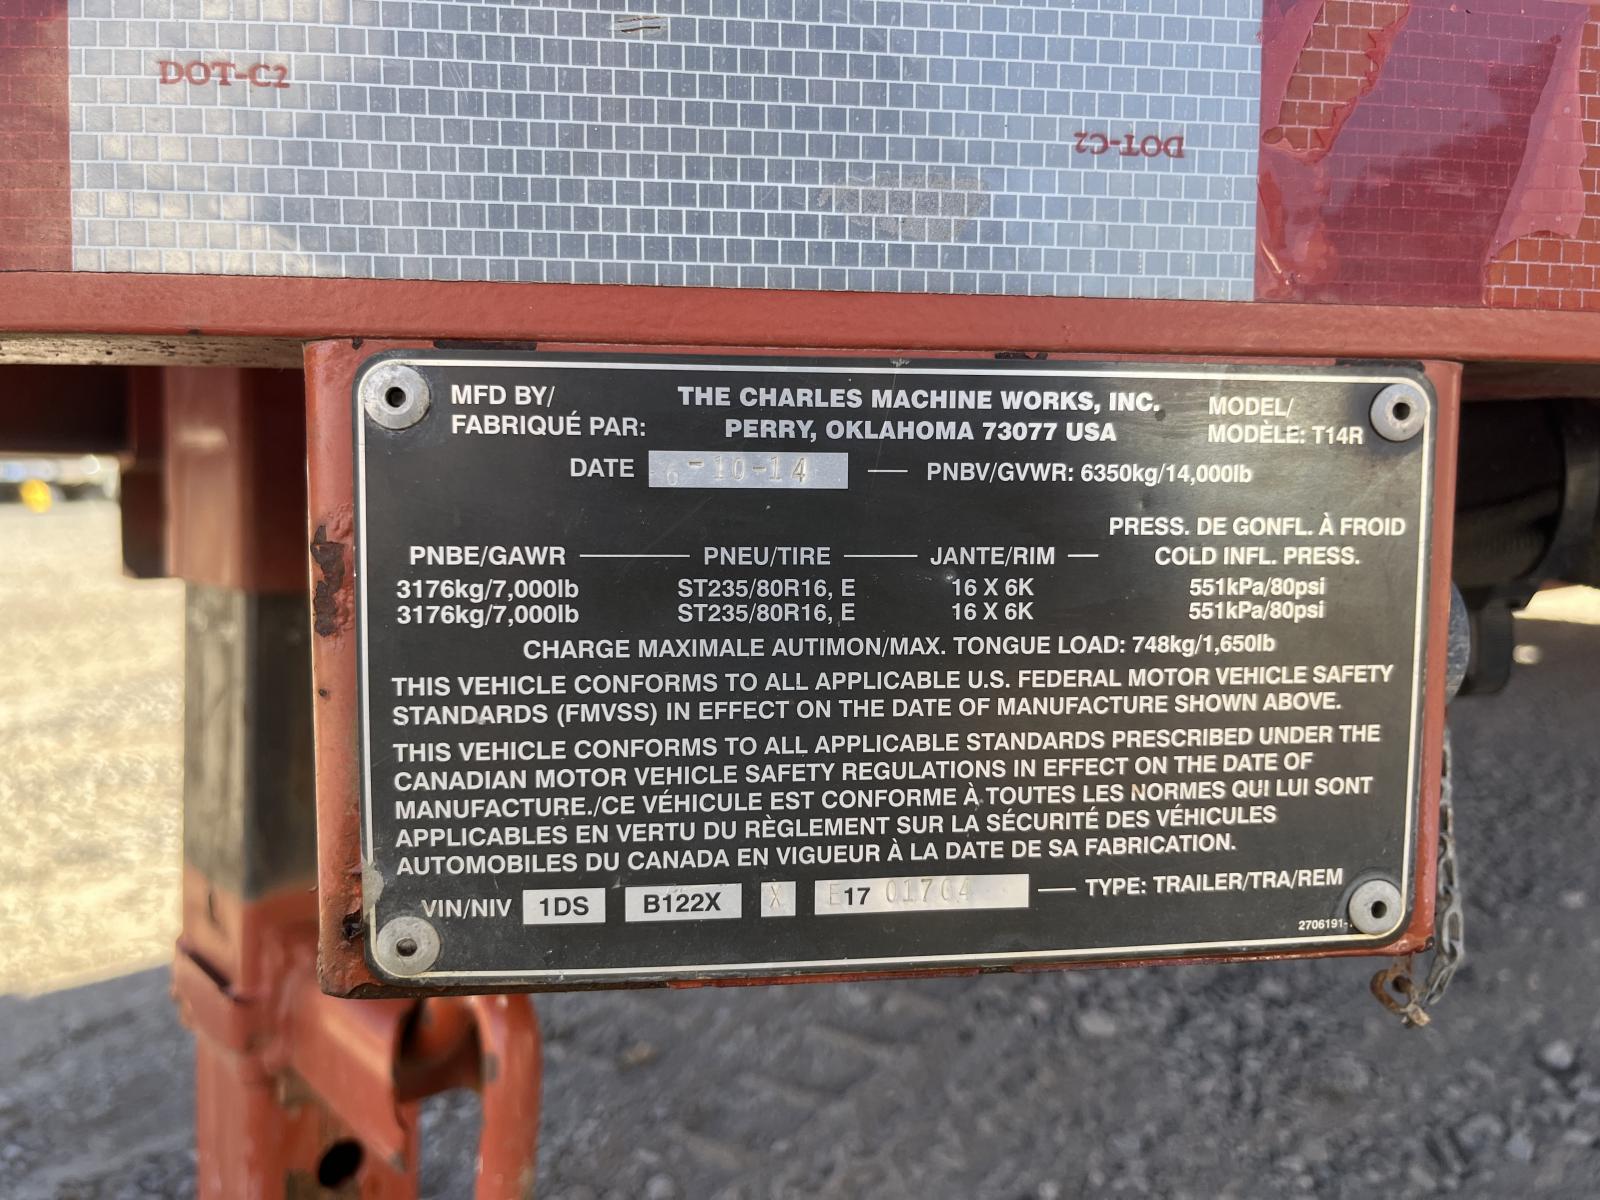 DOT-C2
DOT-C2
MFD BY/ THE CHARLES MACHINE WORKS, INC. MODEL/
FABRIQUÉ PAR: PERRY, OKLAHOMA 73077 USA MODÈLE: T14R
DATE 6-10-14 — PNBV/GVWR: 6350kg/14,000lb
PRESS. DE GONFL. À FROID
PNBE/GAWR — PNEU/TIRE — JANTE/RIM — COLD INFL. PRESS.
3176kg/7,000lb ST235/80R16, E 16 X 6K 551kPa/80psi
3176kg/7,000lb ST235/80R16, E 16 X 6K 551kPa/80psi
CHARGE MAXIMALE AUTIMON/MAX. TONGUE LOAD: 748kg/1,650lb
THIS VEHICLE CONFORMS TO ALL APPLICABLE U.S. FEDERAL MOTOR VEHICLE SAFETY
STANDARDS (FMVSS) IN EFFECT ON THE DATE OF MANUFACTURE SHOWN ABOVE.
THIS VEHICLE CONFORMS TO ALL APPLICABLE STANDARDS PRESCRIBED UNDER THE
CANADIAN MOTOR VEHICLE SAFETY REGULATIONS IN EFFECT ON THE DATE OF
MANUFACTURE./CE VÉHICULE EST CONFORME À TOUTES LES NORMES QUI LUI SONT
APPLICABLES EN VERTU DU RÈGLEMENT SUR LA SÉCURITÉ DES VÉHICULES
AUTOMOBILES DU CANADA EN VIGUEUR À LA DATE DE SA FABRICATION.
VIN/NIV 1DS B122X X E17 01704 — TYPE: TRAILER/TRA/REM